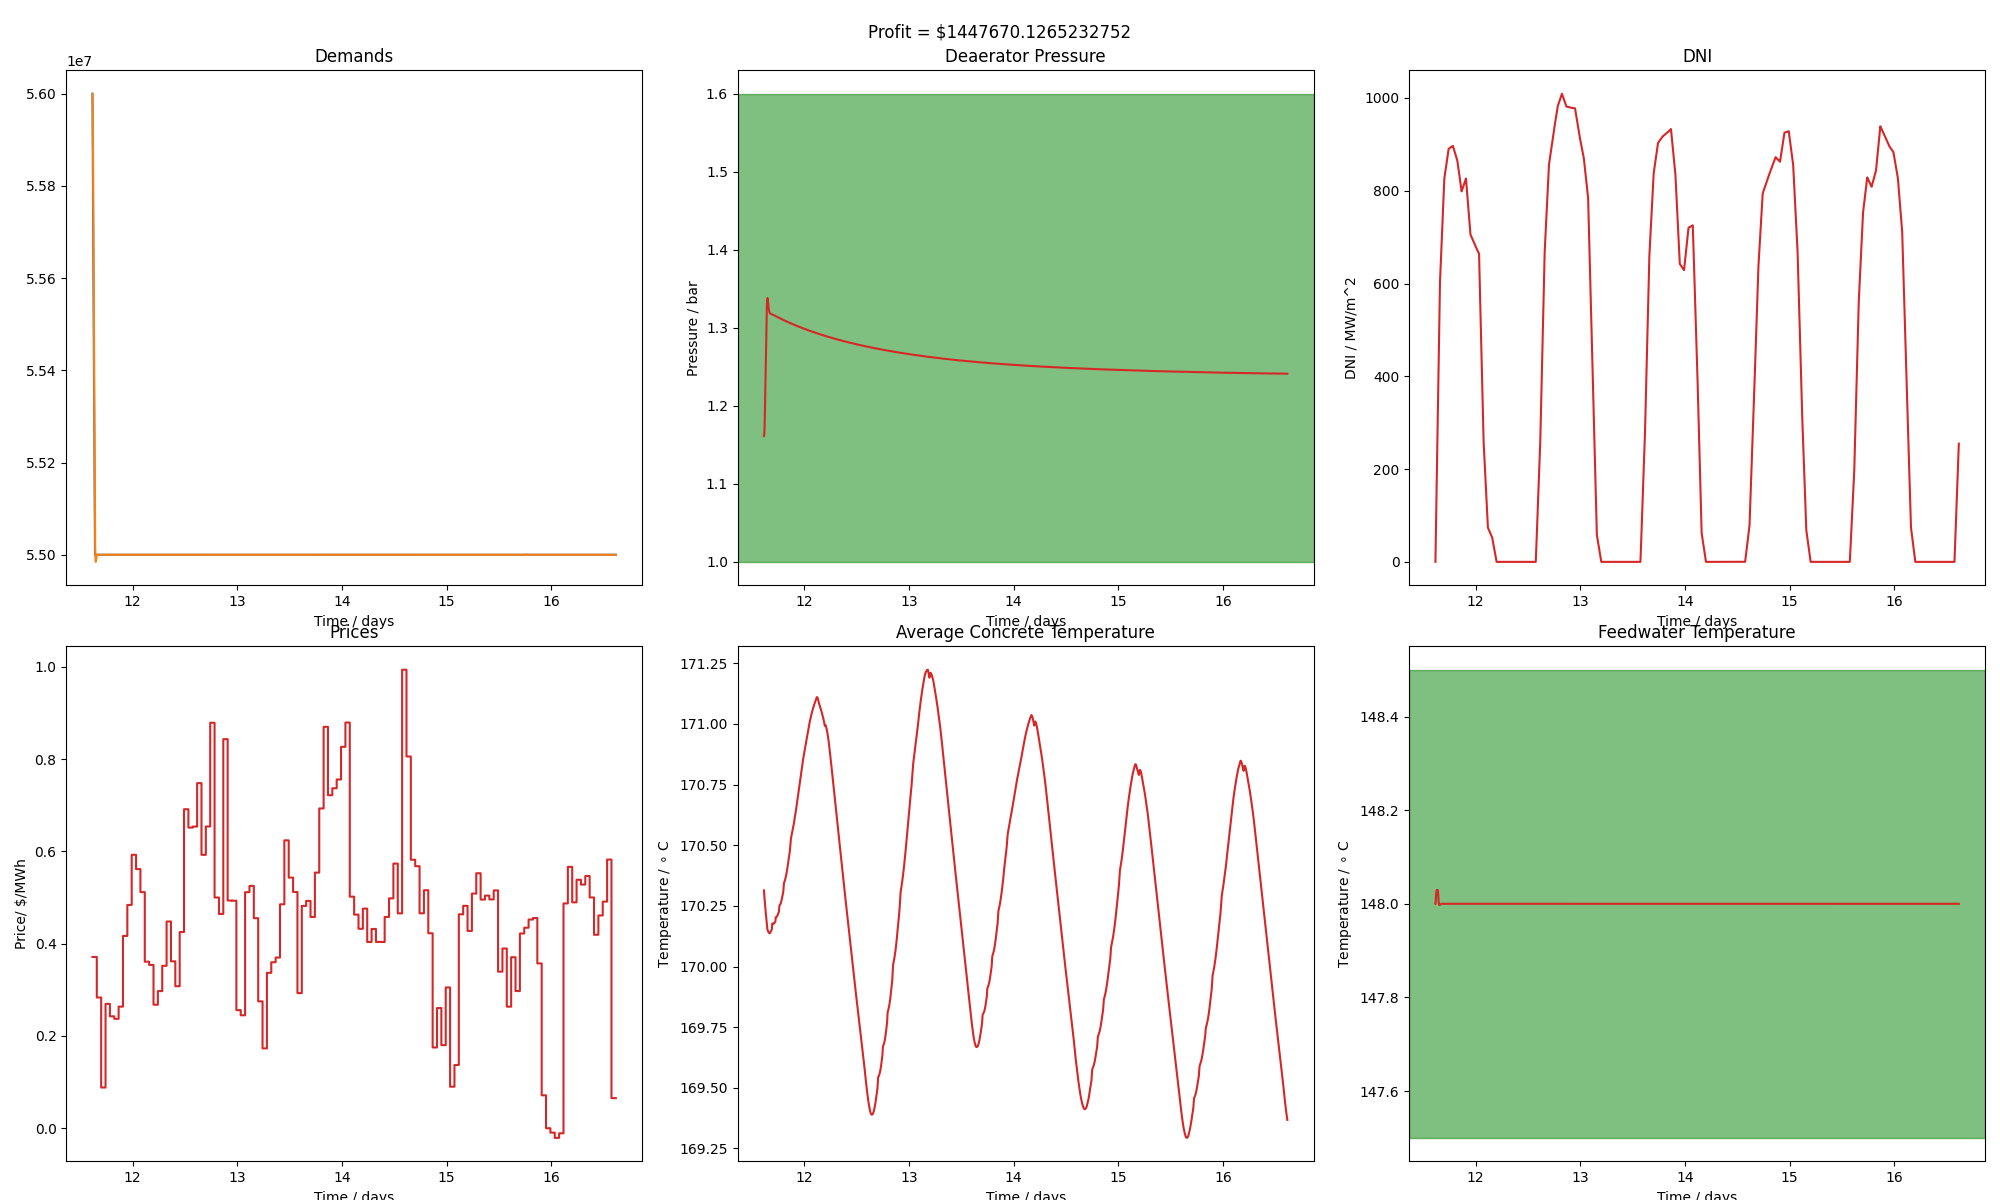 Profit = $1447670.1265232752
Demands
1e7
5.60
5.58
5.56
5.54
5.52
5.50
12 13 14 15 16
Time / days
Deaerator Pressure
Pressure / bar
1.6
1.5
1.4
1.3
1.2
1.1
1.0
12 13 14 15 16
Time / days
DNI
DNI / MW/m^2
1000
800
600
400
200
0
12 13 14 15 16
Time / days
Prices
Price/ $/MWh
1.0
0.8
0.6
0.4
0.2
0.0
12 13 14 15 16
Time / days
Average Concrete Temperature
Temperature / ∘ C
171.25
171.00
170.75
170.50
170.25
170.00
169.75
169.50
169.25
12 13 14 15 16
Time / days
Feedwater Temperature
Temperature / ∘ C
148.4
148.2
148.0
147.8
147.6
12 13 14 15 16
Time / days